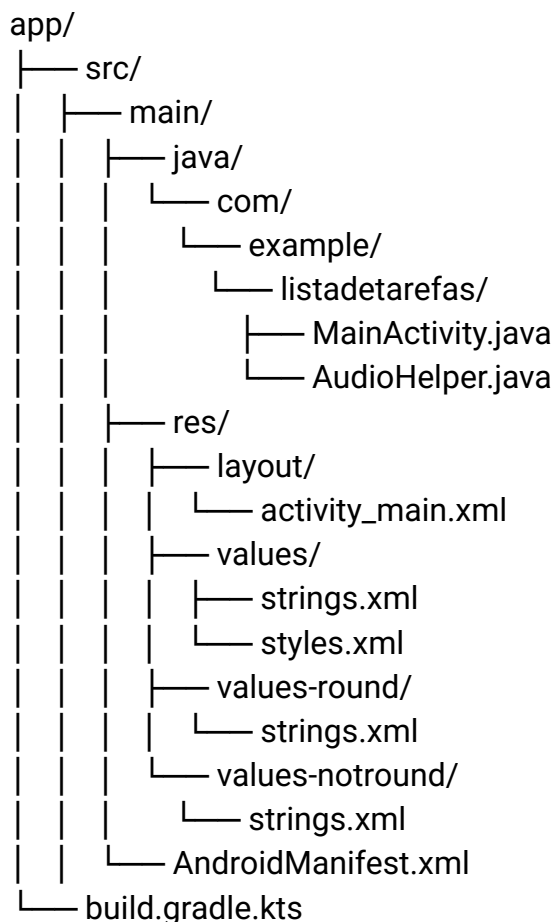 app/
├── src/
│ ├── main/
│ │ ├── java/
│ │ │ └── com/
│ │ │ └── example/
│ │ │ └── listadetarefas/
│ │ │ ├── MainActivity.java
│ │ │ └── AudioHelper.java
│ │ ├── res/
│ │ │ ├── layout/
│ │ │ │ └── activity_main.xml
│ │ │ ├── values/
│ │ │ │ ├── strings.xml
│ │ │ │ └── styles.xml
│ │ │ ├── values-round/
│ │ │ │ └── strings.xml
│ │ │ └── values-notround/
│ │ │ └── strings.xml
│ │ └── AndroidManifest.xml
└── build.gradle.kts